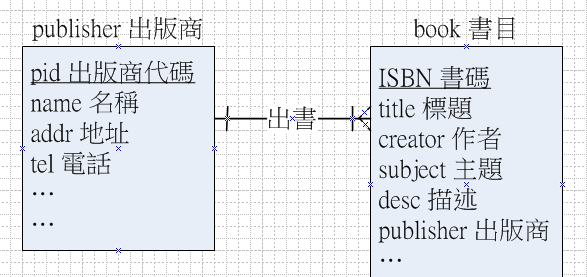 publisher 出版商
pid 出版商代碼
name 名稱
addr 地址
tel 電話
…
…
出書
book 書目
ISBN 書碼
title 標題
creator 作者
subject 主題
desc 描述
publisher 出版商
…